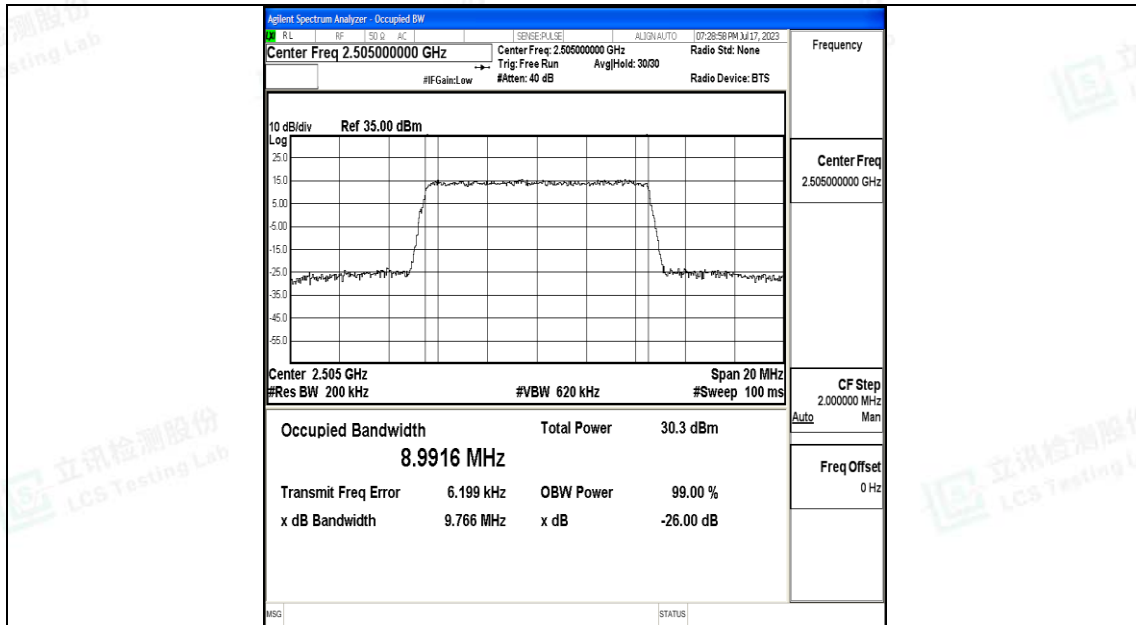 Agilent Spectrum Analyzer - Occupied BW
LXI RL RF 50 Ω AC SENSE:PULSE ALIGNAUTO 07:28:58 PM Jul 17, 2023
Center Freq 2.505000000 GHz
Center Freq: 2.505000000 GHz
Radio Std: None
Trig: Free Run Avg|Hold: 30/30
#IFGain:Low
#Atten: 40 dB
Radio Device: BTS
10 dB/div Ref 35.00 dBm
Log
25.0
15.0
5.00
-5.00
-15.0
-25.0
-35.0
-45.0
-55.0
Center 2.505 GHz Span 20 MHz
#Res BW 200 kHz #VBW 620 kHz #Sweep 100 ms
Occupied Bandwidth Total Power 30.3 dBm
8.9916 MHz
Transmit Freq Error 6.199 kHz OBW Power 99.00 %
x dB Bandwidth 9.766 MHz x dB -26.00 dB
MSG STATUS
Frequency
Center Freq
2.505000000 GHz
CF Step
2.000000 MHz
Auto Man
Freq Offset
0 Hz
立讯检测股份
LCS Testing Lab
立讯检测股份
LCS Testing L